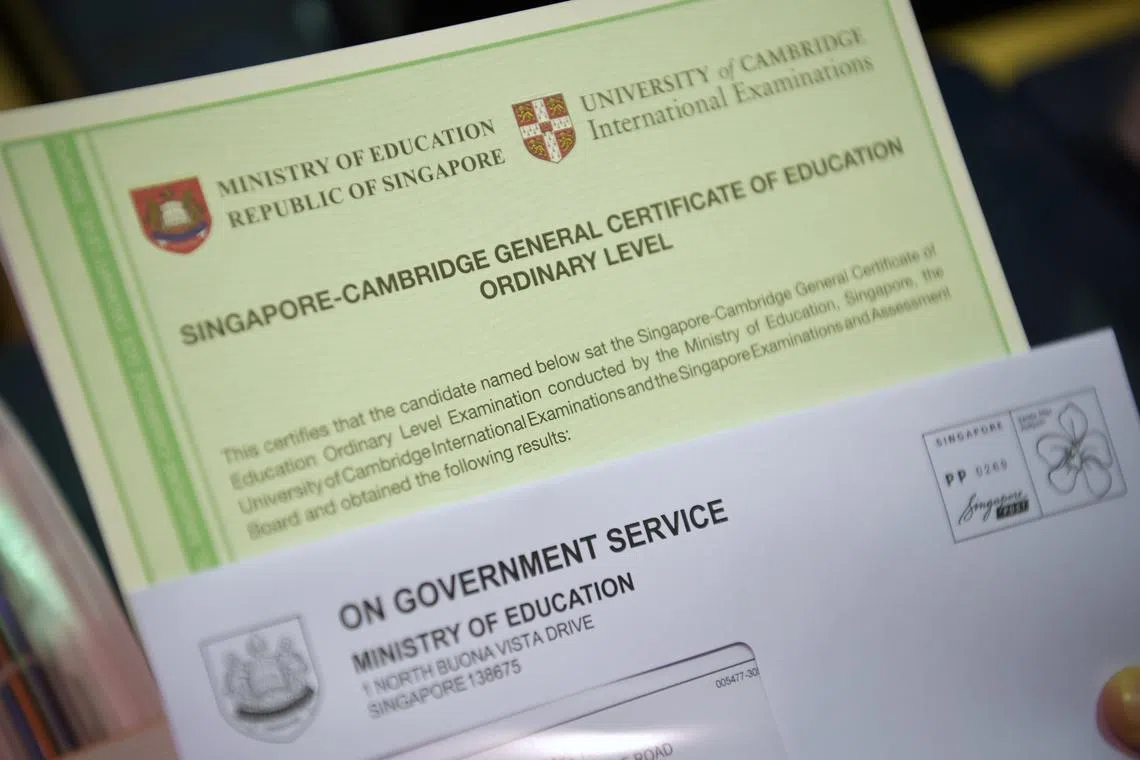 MINISTRY OF EDUCATION
REPUBLIC OF SINGAPORE
UNIVERSITY of CAMBRIDGE
International Examinations
SINGAPORE-CAMBRIDGE GENERAL CERTIFICATE OF EDUCATION
ORDINARY LEVEL
This certifies that the candidate named below sat the Singapore-Cambridge General Certificate of
Education Ordinary Level Examination conducted by the Ministry of Education, Singapore, the
University of Cambridge International Examinations and the Singapore Examinations and Assessment
Board and obtained the following results:
SINGAPORE
PP 0269
Singapore
POST
ON GOVERNMENT SERVICE
MINISTRY OF EDUCATION
1 NORTH BUONA VISTA DRIVE
SINGAPORE 138675
005477-30
ROAD